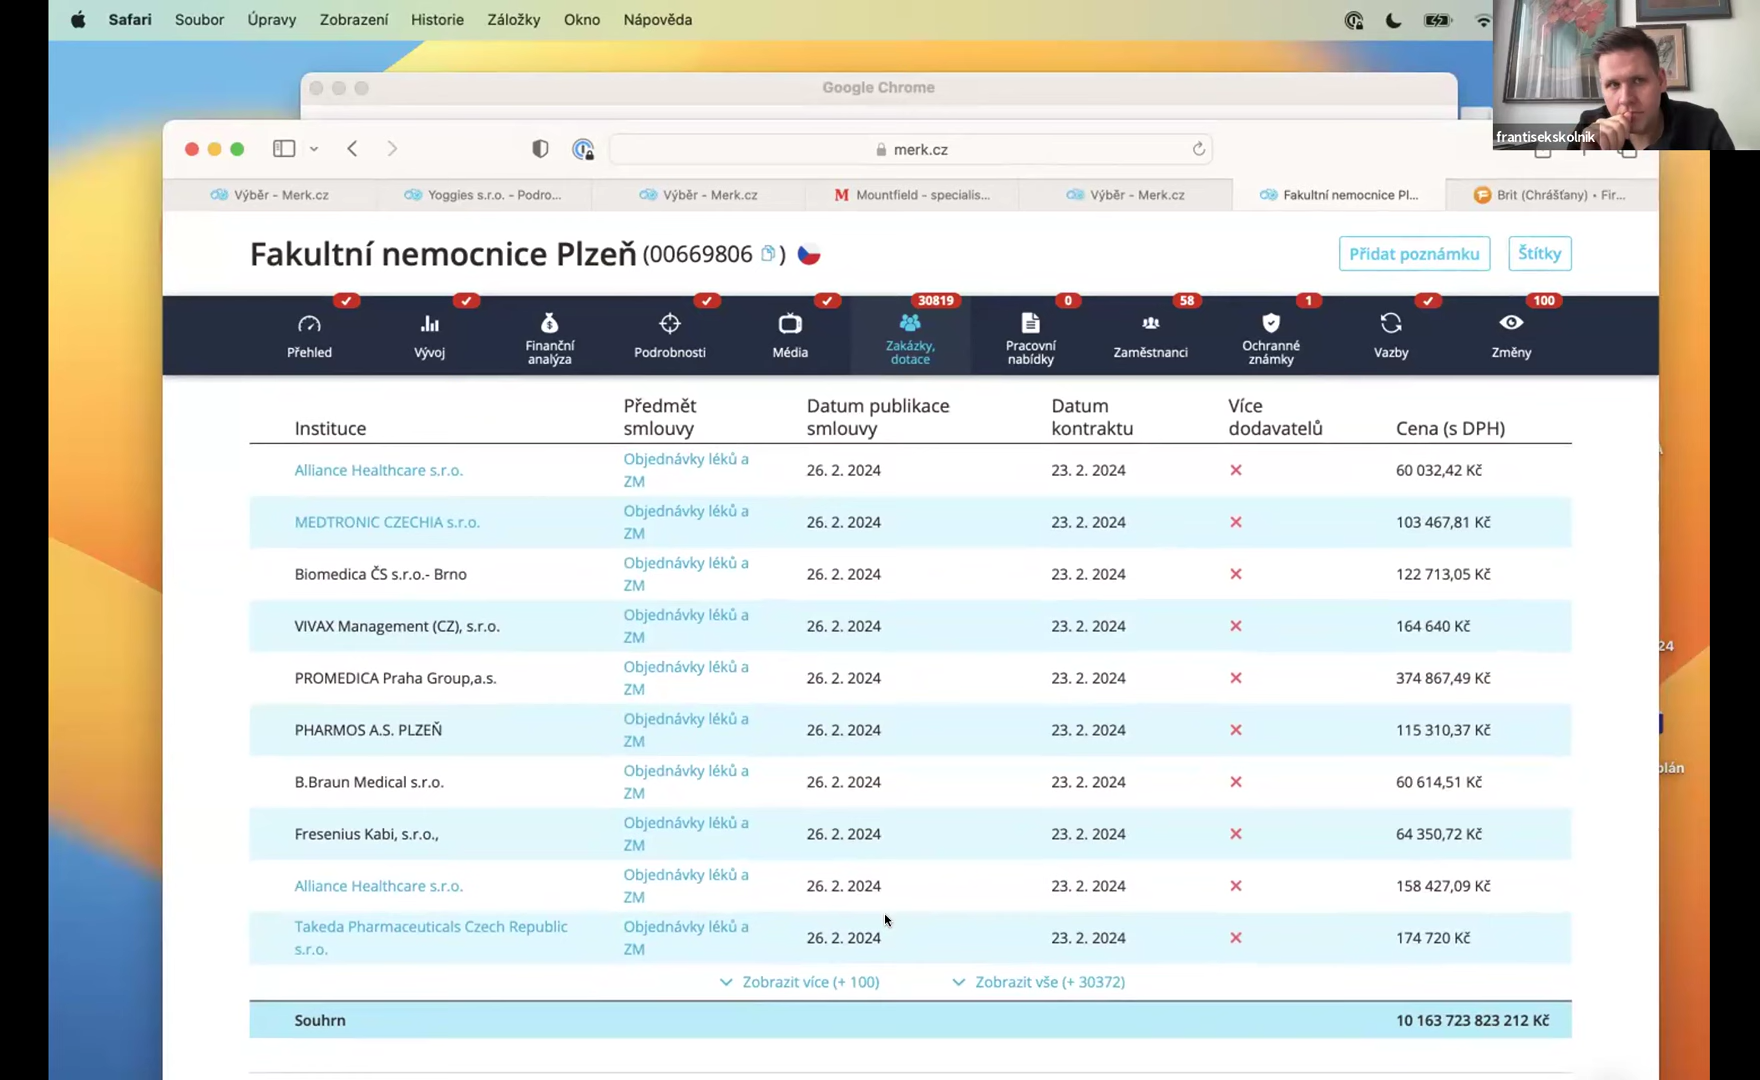 Safari Soubor Úpravy Zobrazení Historie Záložky Okno Nápověda
Google Chrome
frantisekskolnik
merk.cz
Výběr - Merk.cz
Yoggies s.r.o. - Podro...
Výběr - Merk.cz
Mountfield - specialis...
Výběr - Merk.cz
Fakultní nemocnice Pl...
Brit (Chrášťany) • Fir...
Fakultní nemocnice Plzeň (00669806 )
Přidat poznámku
Štítky
30819 0 58 1 100
Přehled
Vývoj
Finanční
analýza
Podrobnosti
Média
Zakázky,
dotace
Pracovní
nabídky
Zaměstnanci
Ochranné
známky
Vazby
Změny
Instituce
Předmět
smlouvy
Datum publikace
smlouvy
Datum
kontraktu
Více
dodavatelů
Cena (s DPH)
Alliance Healthcare s.r.o.
Objednávky léků a
ZM
26. 2. 2024
23. 2. 2024
60 032,42 Kč
MEDTRONIC CZECHIA s.r.o.
Objednávky léků a
ZM
26. 2. 2024
23. 2. 2024
103 467,81 Kč
Biomedica ČS s.r.o.- Brno
Objednávky léků a
ZM
26. 2. 2024
23. 2. 2024
122 713,05 Kč
VIVAX Management (CZ), s.r.o.
Objednávky léků a
ZM
26. 2. 2024
23. 2. 2024
164 640 Kč
PROMEDICA Praha Group,a.s.
Objednávky léků a
ZM
26. 2. 2024
23. 2. 2024
374 867,49 Kč
PHARMOS A.S. PLZEŇ
Objednávky léků a
ZM
26. 2. 2024
23. 2. 2024
115 310,37 Kč
B.Braun Medical s.r.o.
Objednávky léků a
ZM
26. 2. 2024
23. 2. 2024
60 614,51 Kč
Fresenius Kabi, s.r.o.,
Objednávky léků a
ZM
26. 2. 2024
23. 2. 2024
64 350,72 Kč
Alliance Healthcare s.r.o.
Objednávky léků a
ZM
26. 2. 2024
23. 2. 2024
158 427,09 Kč
Takeda Pharmaceuticals Czech Republic
s.r.o.
Objednávky léků a
ZM
26. 2. 2024
23. 2. 2024
174 720 Kč
Zobrazit více (+ 100)
Zobrazit vše (+ 30372)
Souhrn
10 163 723 823 212 Kč
24